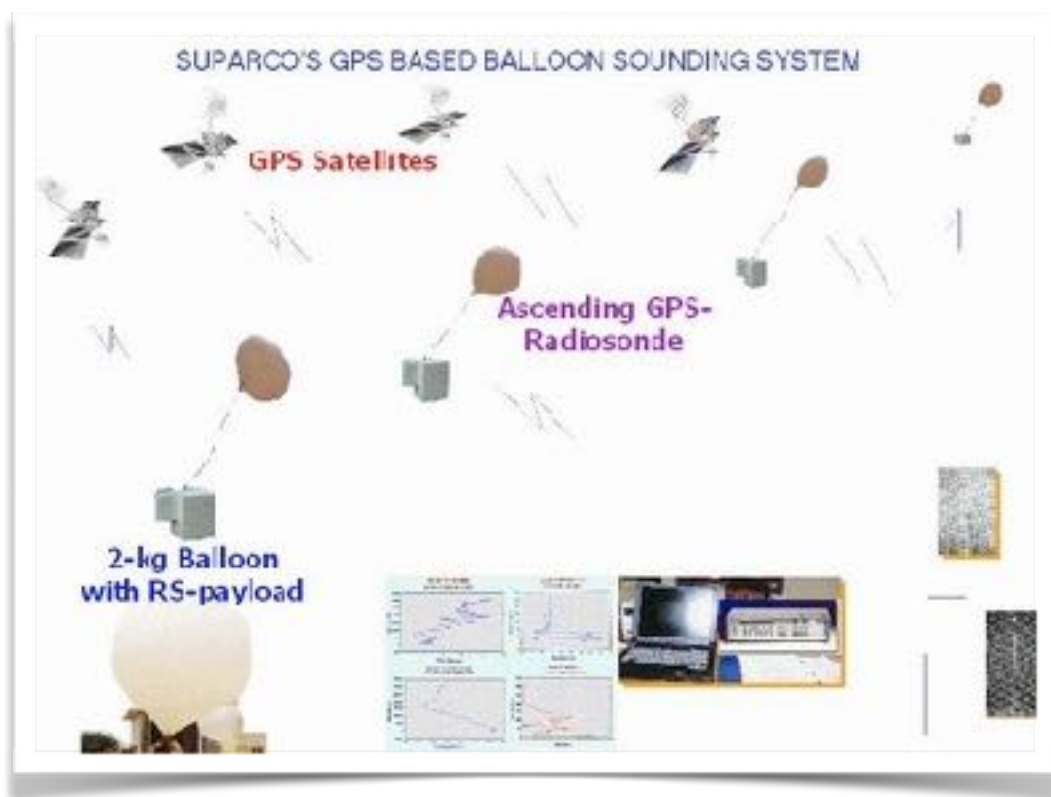 SUPARCO'S GPS BASED BALLOON SOUNDING SYSTEM
GPS Satellites
Ascending GPS-
Radiosonde
2-kg Balloon
with RS-payload